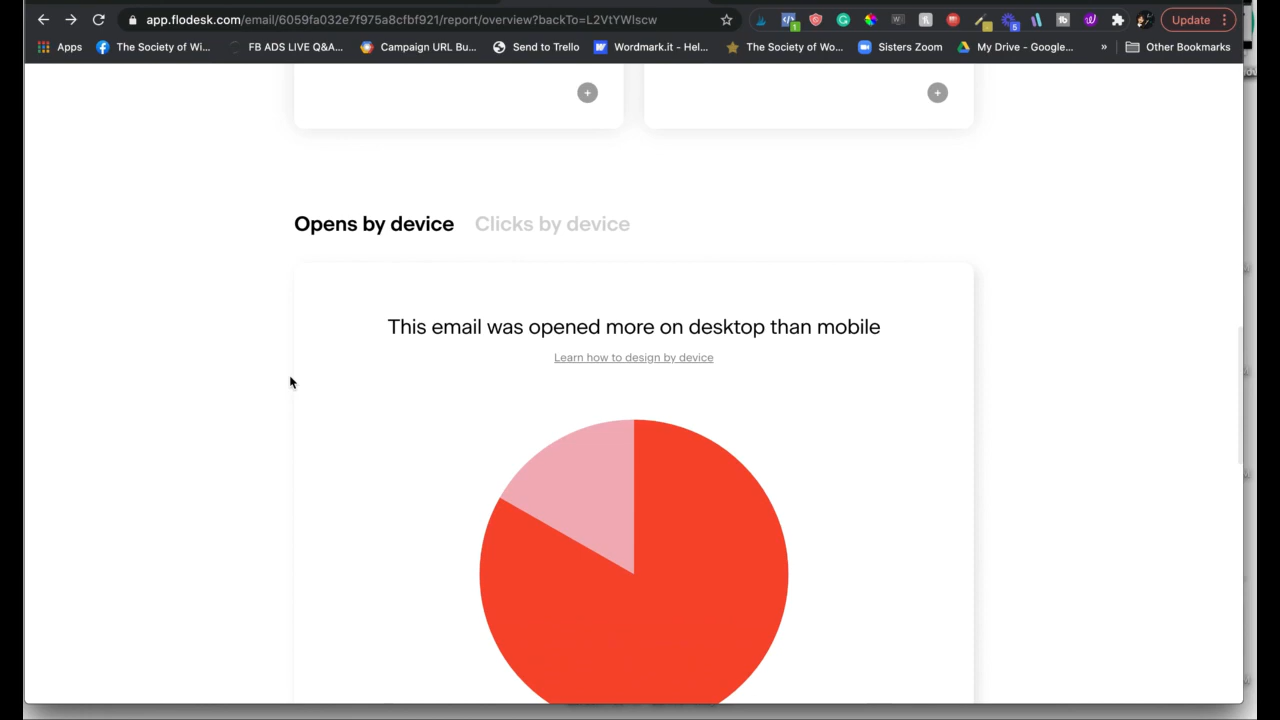 app.flodesk.com/email/6059fa032e7f975a8cfbf921/report/overview?backTo=L2VtYWlscw
1
5
Update
Apps
The Society of Wi...
FB ADS LIVE Q&A...
Campaign URL Bu...
Send to Trello
Wordmark.it - Hel...
The Society of Wo...
Sisters Zoom
My Drive - Google...
»
Other Bookmarks
Opens by device
Clicks by device
This email was opened more on desktop than mobile
Learn how to design by device